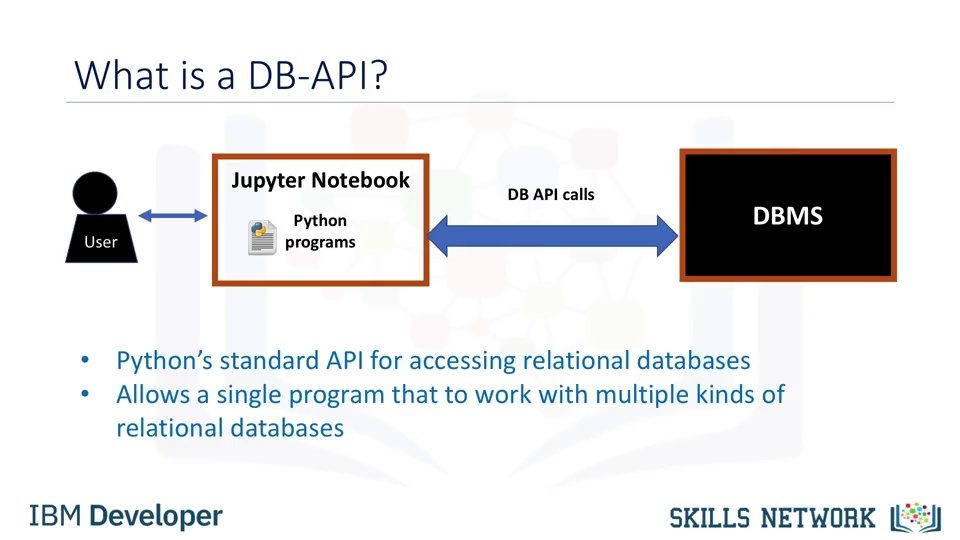 What is a DB-API?
Jupyter Notebook
Python
programs
User
DB API calls
DBMS
• Python's standard API for accessing relational databases
• Allows a single program that to work with multiple kinds of
relational databases
IBM Developer
SKILLS NETWORK